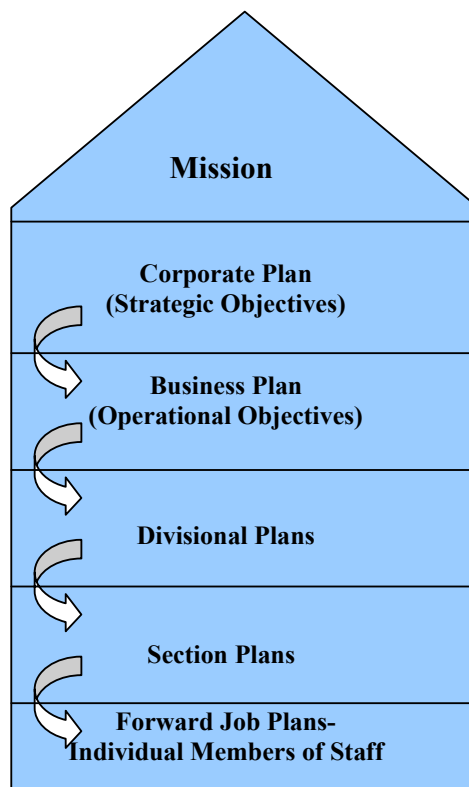 Mission
Corporate Plan
(Strategic Objectives)
Business Plan
(Operational Objectives)
Divisional Plans
Section Plans
Forward Job Plans-
Individual Members of Staff